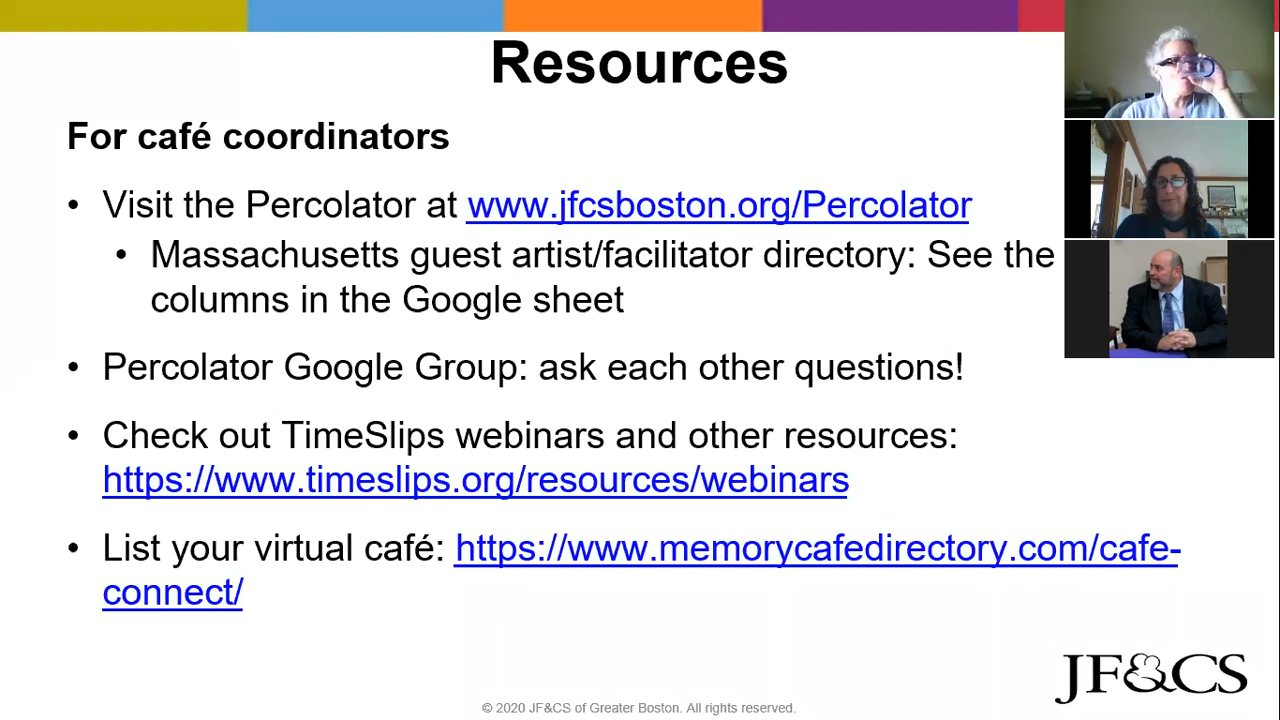 Resources
For café coordinators
• Visit the Percolator at www.jfcsboston.org/Percolator
• Massachusetts guest artist/facilitator directory: See the
columns in the Google sheet
• Percolator Google Group: ask each other questions!
• Check out TimeSlips webinars and other resources:
https://www.timeslips.org/resources/webinars
• List your virtual café: https://www.memorycafedirectory.com/cafe-
connect/
JF&CS
© 2020 JF&CS of Greater Boston. All rights reserved.